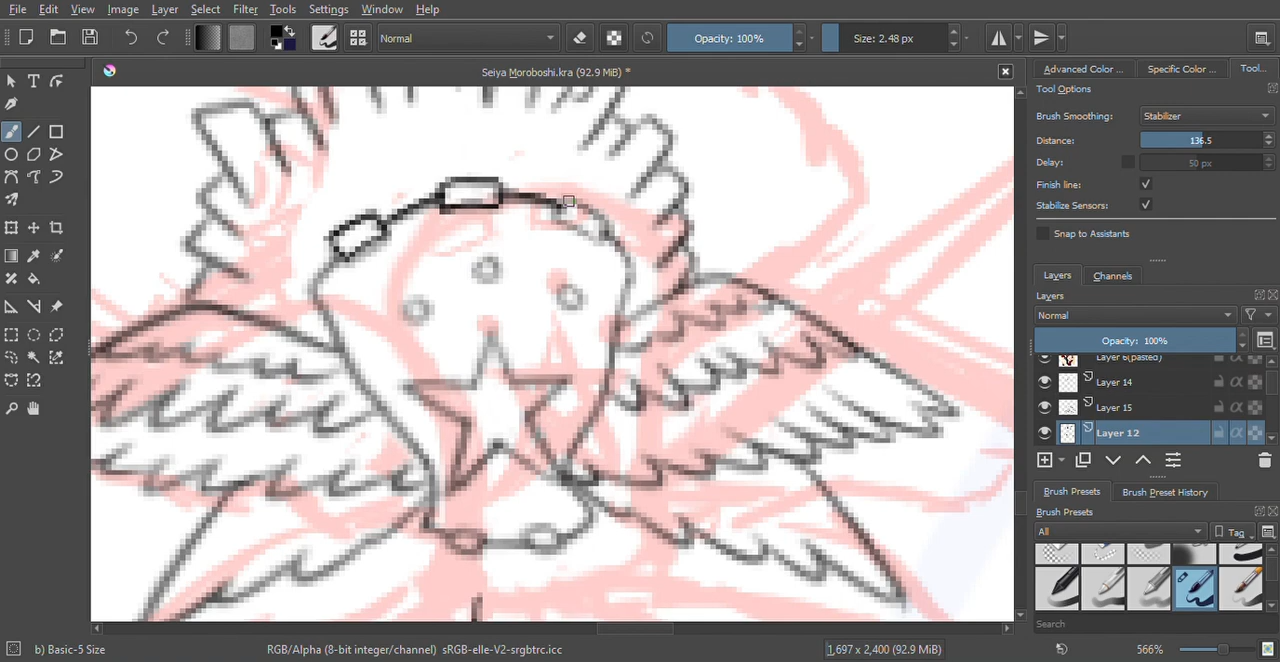 File Edit View Image Layer Select Filter Tools Settings Window Help
Normal Opacity: 100% Size: 2.48 px
Seiya Moroboshi.kra (92.9 MiB) *
Advanced Color ... Specific Color ... Tool...
Tool Options
Brush Smoothing: Stabilizer
Distance: 136.5
Delay: 50 px
Finish line:
Stabilize Sensors:
Snap to Assistants
Layers Channels
Layers
Normal
Opacity: 100%
Layer 6(pasted)
Layer 14
Layer 15
Layer 12
Brush Presets Brush Preset History
Brush Presets
All Tag
Search
b) Basic-5 Size RGB/Alpha (8-bit integer/channel) sRGB-elle-V2-srgbtrc.icc 1,697 x 2,400 (92.9 MiB) 566%